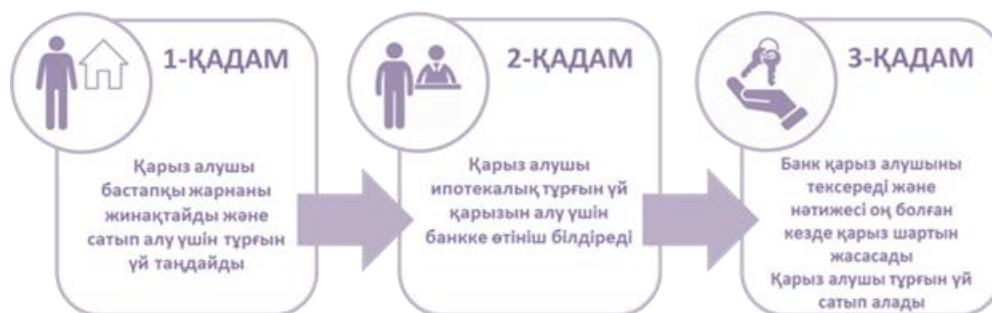 1-ҚАДАМ
Қарыз алушы
бастапқы жарнаны
жинақтайды және
сатып алу үшін тұрғын
үй таңдайды
2-ҚАДАМ
Қарыз алушы
ипотекалық тұрғын үй
қарызын алу үшін
банкке өтініш білдіреді
3-ҚАДАМ
Банк қарыз алушыны
тексереді және
нәтижесі оң болған
кезде қарыз шартын
жасасады
Қарыз алушы тұрғын үй
сатып алады